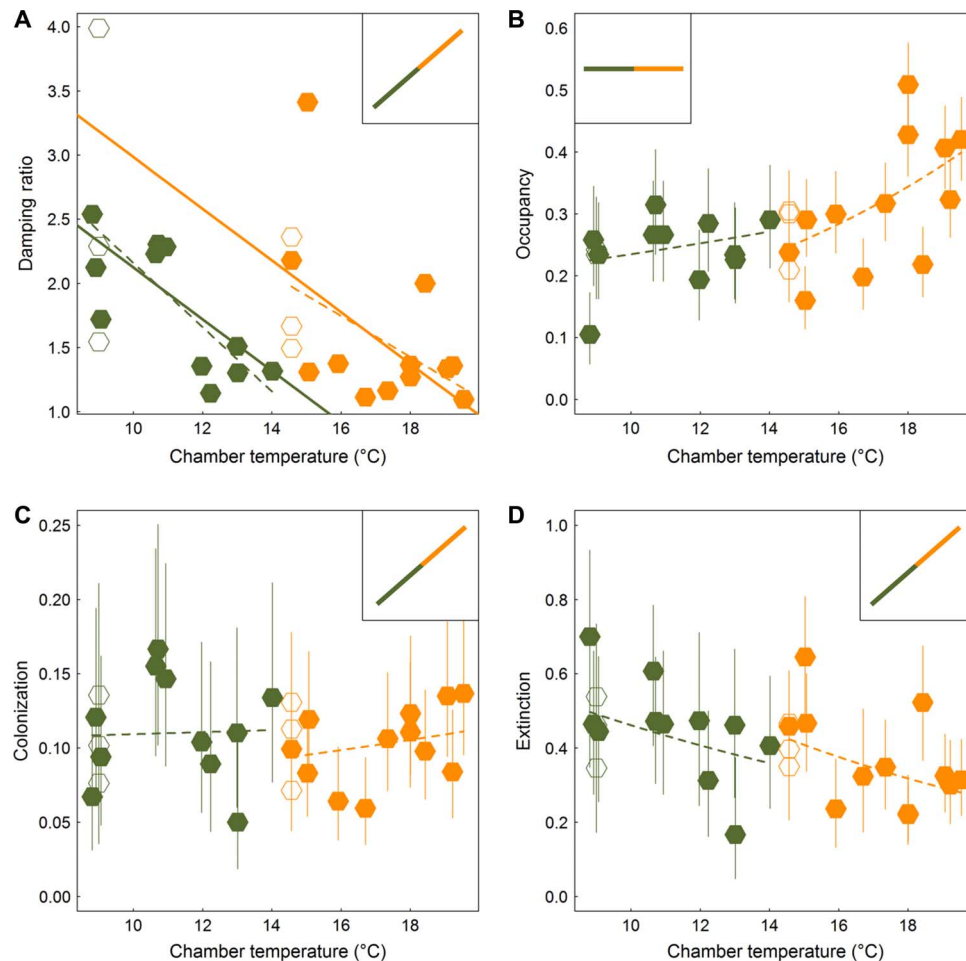 A
4.0
3.5
3.0
2.5
2.0
1.5
1.0
Damping ratio
10 12 14 16 18
Chamber temperature (°C)
B
0.6
0.5
0.4
0.3
0.2
0.1
0.0
Occupancy
10 12 14 16 18
Chamber temperature (°C)
C
0.25
0.20
0.15
0.10
0.05
0.00
Colonization
10 12 14 16 18
Chamber temperature (°C)
D
1.0
0.8
0.6
0.4
0.2
0.0
Extinction
10 12 14 16 18
Chamber temperature (°C)